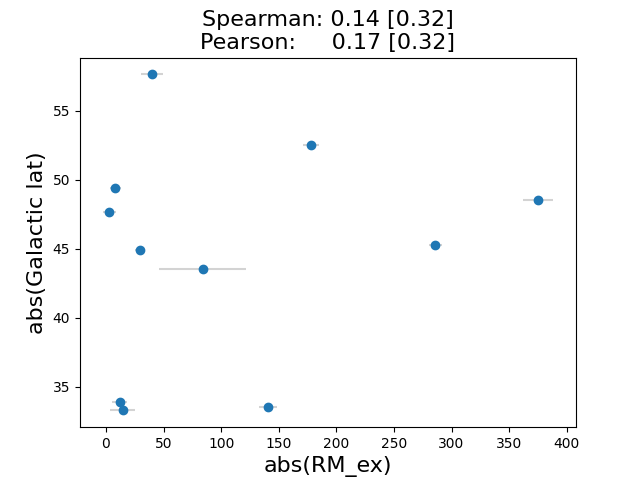 Spearman: 0.14 [0.32]
Pearson: 0.17 [0.32]
55
50
45
40
35
abs(Galactic lat)
0 50 100 150 200 250 300 350 400
abs(RM_ex)